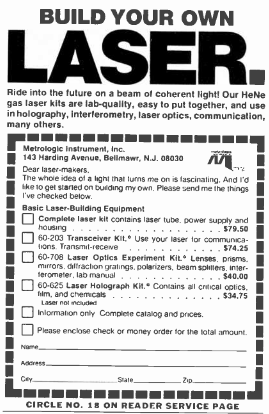 BUILD YOUR OWN
LASER.
Ride into the future on a beam of coherent light! Our HeNe
gas laser kits are lab-quality, easy to put together, and use
in holography, interferometry, laser optics, communication,
many others.
Metrologic Instrument, Inc.
143 Harding Avenue, Bellmawr, N.J. 08030
Dear laser-makers,
The whole idea of a light that turns me on is fascinating. And I'd
like to get started on building my own. Please send me the things
I've checked below.
Basic Laser-Building Equipment
Complete laser kit contains laser tube, power supply and
housing . . . . . . . . . . . . . . . . . . . . $79.50
60-203 Transceiver Kit.* Use your laser for communica-
tions. Transmit-receive . . . . . . . . . . . . $74.25
60-708 Laser Optics Experiment Kit.* Lenses, prisms,
mirrors, diffraction gratings, polarizers, beam splitters, inter-
ferometer, lab manual . . . . . . . . . . . . . $40.00
60-625 Laser Holograph Kit.* Contains all critical optics,
film, and chemicals . . . . . . . . . . . . . . $34.75
Laser not included
Information only Complete catalog and prices.
Please enclose check or money order for the total amount.
Name
Address
City State Zip
CIRCLE NO. 18 ON READER SERVICE PAGE